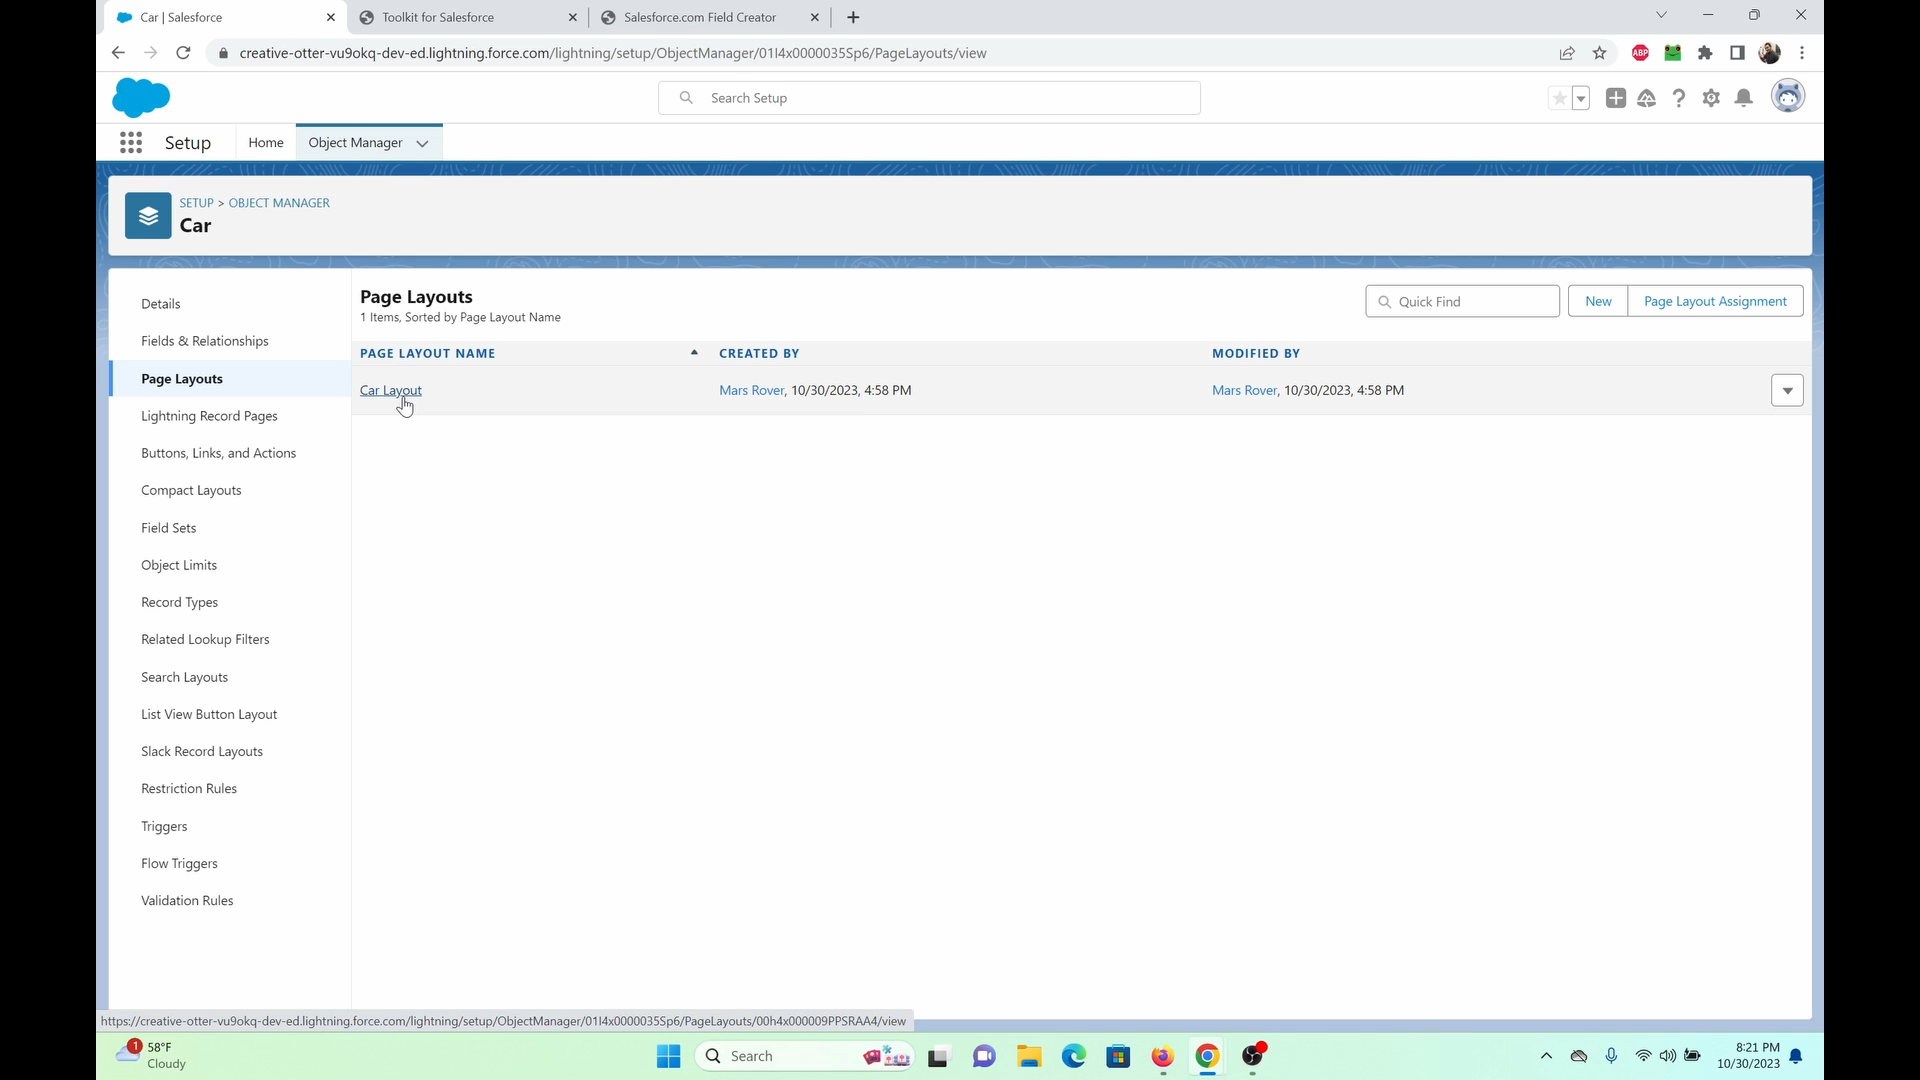 Car | Salesforce
Toolkit for Salesforce
Salesforce.com Field Creator
creative-otter-vu9okq-dev-ed.lightning.force.com/lightning/setup/ObjectManager/01I4x0000035Sp6/PageLayouts/view
ABP
Search Setup
Setup
Home
Object Manager
SETUP > OBJECT MANAGER
Car
Details
Fields & Relationships
Page Layouts
Lightning Record Pages
Buttons, Links, and Actions
Compact Layouts
Field Sets
Object Limits
Record Types
Related Lookup Filters
Search Layouts
List View Button Layout
Slack Record Layouts
Restriction Rules
Triggers
Flow Triggers
Validation Rules
Page Layouts
1 Items, Sorted by Page Layout Name
Quick Find
New
Page Layout Assignment
PAGE LAYOUT NAME CREATED BY MODIFIED BY
Car Layout Mars Rover, 10/30/2023, 4:58 PM Mars Rover, 10/30/2023, 4:58 PM
https://creative-otter-vu9okq-dev-ed.lightning.force.com/lightning/setup/ObjectManager/01I4x0000035Sp6/PageLayouts/00h4x000009PPSRAA4/view
1
58°F
Cloudy
Search
8:21 PM
10/30/2023